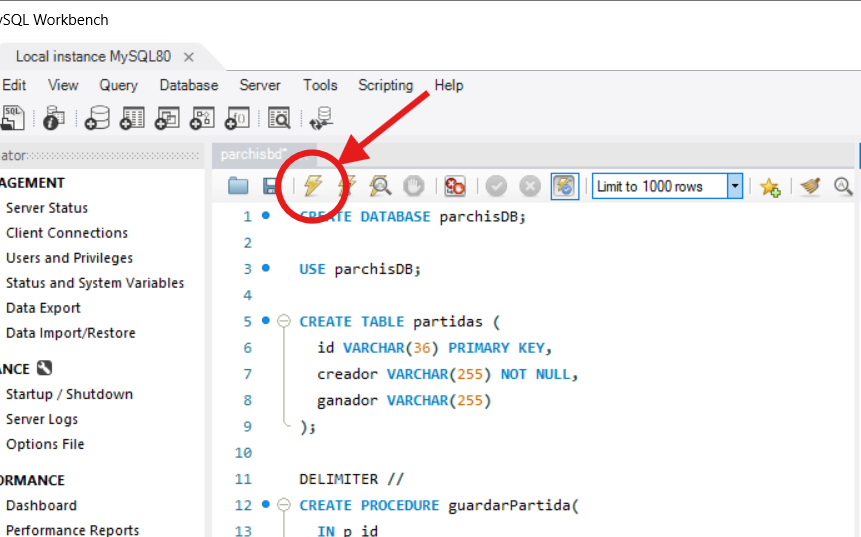 ySQL Workbench
Local instance MySQL80
Edit View Query Database Server Tools Scripting Help
SQL
ator
parchisbd*
AGEMENT
Server Status
Client Connections
Users and Privileges
Status and System Variables
Data Export
Data Import/Restore
ANCE
Startup / Shutdown
Server Logs
Options File
ORMANCE
Dashboard
Performance Reports
Limit to 1000 rows
1 CREATE DATABASE parchisDB;
2
3 USE parchisDB;
4
5 CREATE TABLE partidas (
6 id VARCHAR(36) PRIMARY KEY,
7 creador VARCHAR(255) NOT NULL,
8 ganador VARCHAR(255)
9 );
10
11 DELIMITER //
12 CREATE PROCEDURE guardarPartida(
13 IN p_id